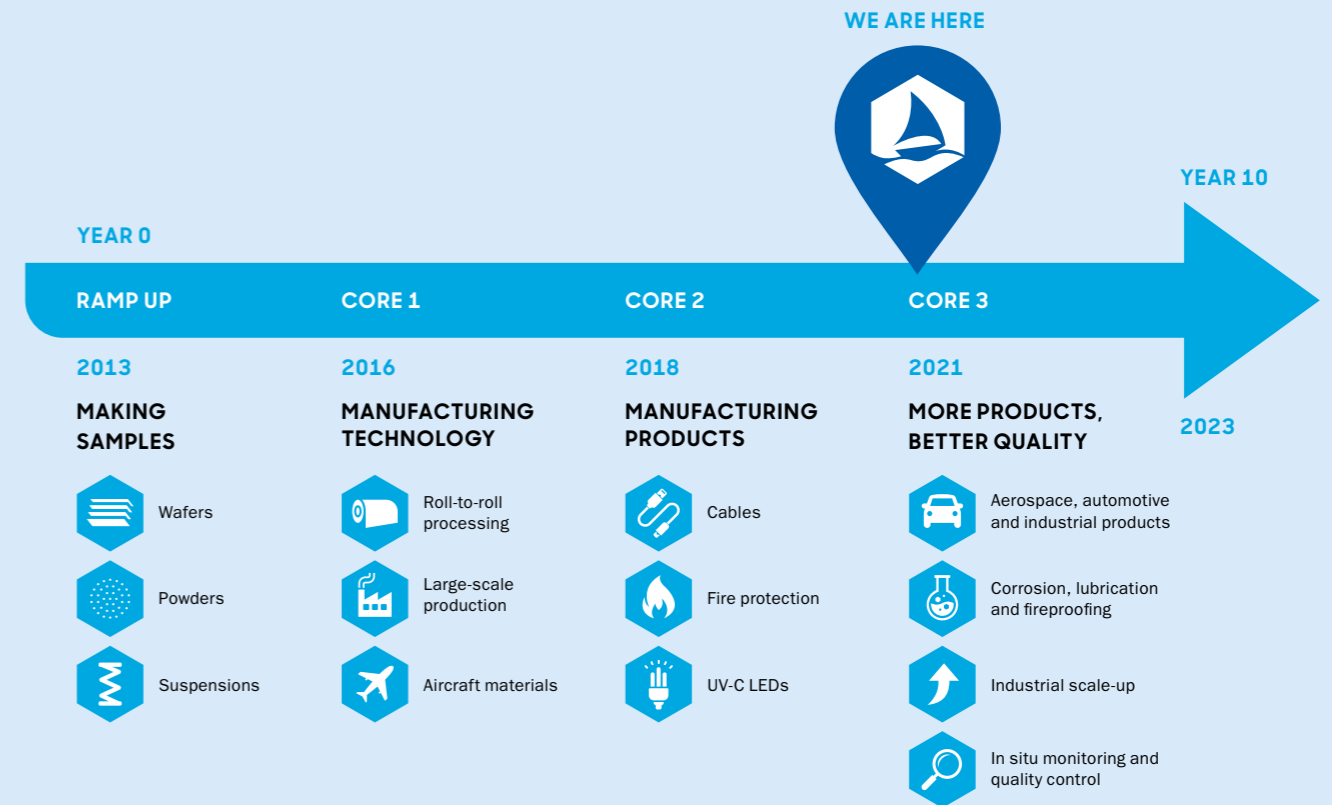 WE ARE HERE
YEAR 10
YEAR 0
RAMP UP
CORE 1
CORE 2
CORE 3
2013
MAKING
SAMPLES
Wafers
Powders
Suspensions
2016
MANUFACTURING
TECHNOLOGY
Roll-to-roll
processing
Large-scale
production
Aircraft materials
2018
MANUFACTURING
PRODUCTS
Cables
Fire protection
UV-C LEDs
2021
MORE PRODUCTS,
BETTER QUALITY
Aerospace, automotive
and industrial products
Corrosion, lubrication
and fireproofing
Industrial scale-up
In situ monitoring and
quality control
2023